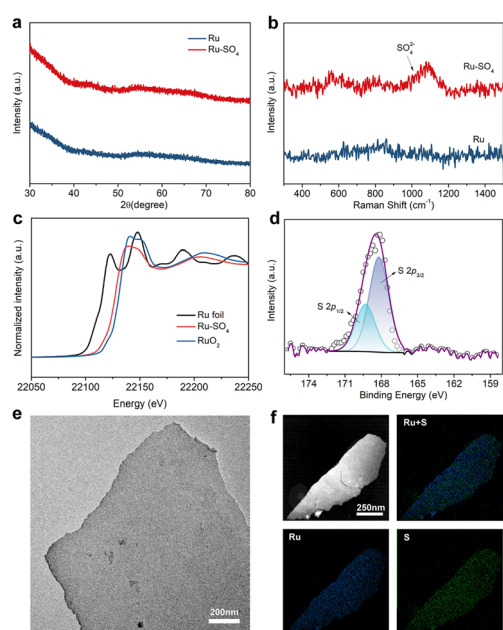 a
Ru
Ru-SO4
Intensity (a.u.)
30 40 50 60 70 80
2θ(degree)
b
SO4^2-
Ru-SO4
Ru
Intensity (a.u.)
400 600 800 1000 1200 1400
Raman Shift (cm-1)
c
Normalized intensity (a.u.)
Ru foil
Ru-SO4
RuO2
22050 22100 22150 22200 22250
Energy (eV)
d
Intensity (a.u.)
S 2p3/2
S 2p1/2
174 171 168 165 162 159
Binding Energy (eV)
e
200nm
f
250nm
Ru+S
Ru
S